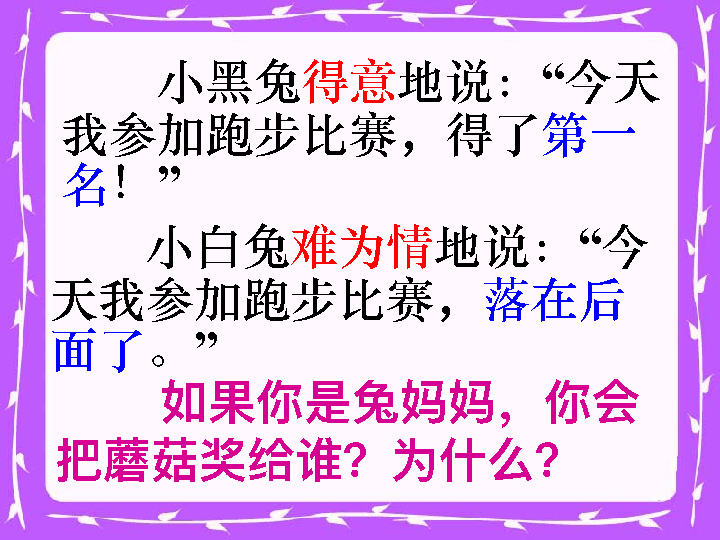 小黑兔得意地说：“今天
我参加跑步比赛，得了第一
名！”
小白兔难为情地说：“今
天我参加跑步比赛，落在后
面了。”
如果你是兔妈妈，你会
把蘑菇奖给谁？为什么？